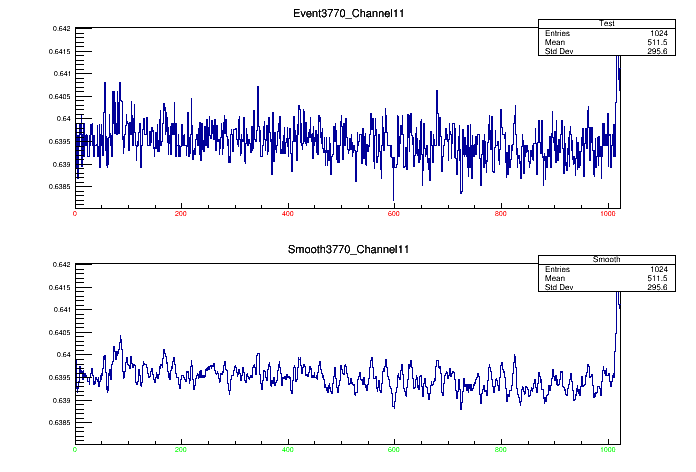 Event3770_Channel11
Test
Entries 1024
Mean 511.5
Std Dev 295.6
0.642
0.6415
0.641
0.6405
0.64
0.6395
0.639
0.6385
0 200 400 600 800 1000
Smooth3770_Channel11
Smooth
Entries 1024
Mean 511.5
Std Dev 295.6
0.642
0.6415
0.641
0.6405
0.64
0.6395
0.639
0.6385
0 200 400 600 800 1000